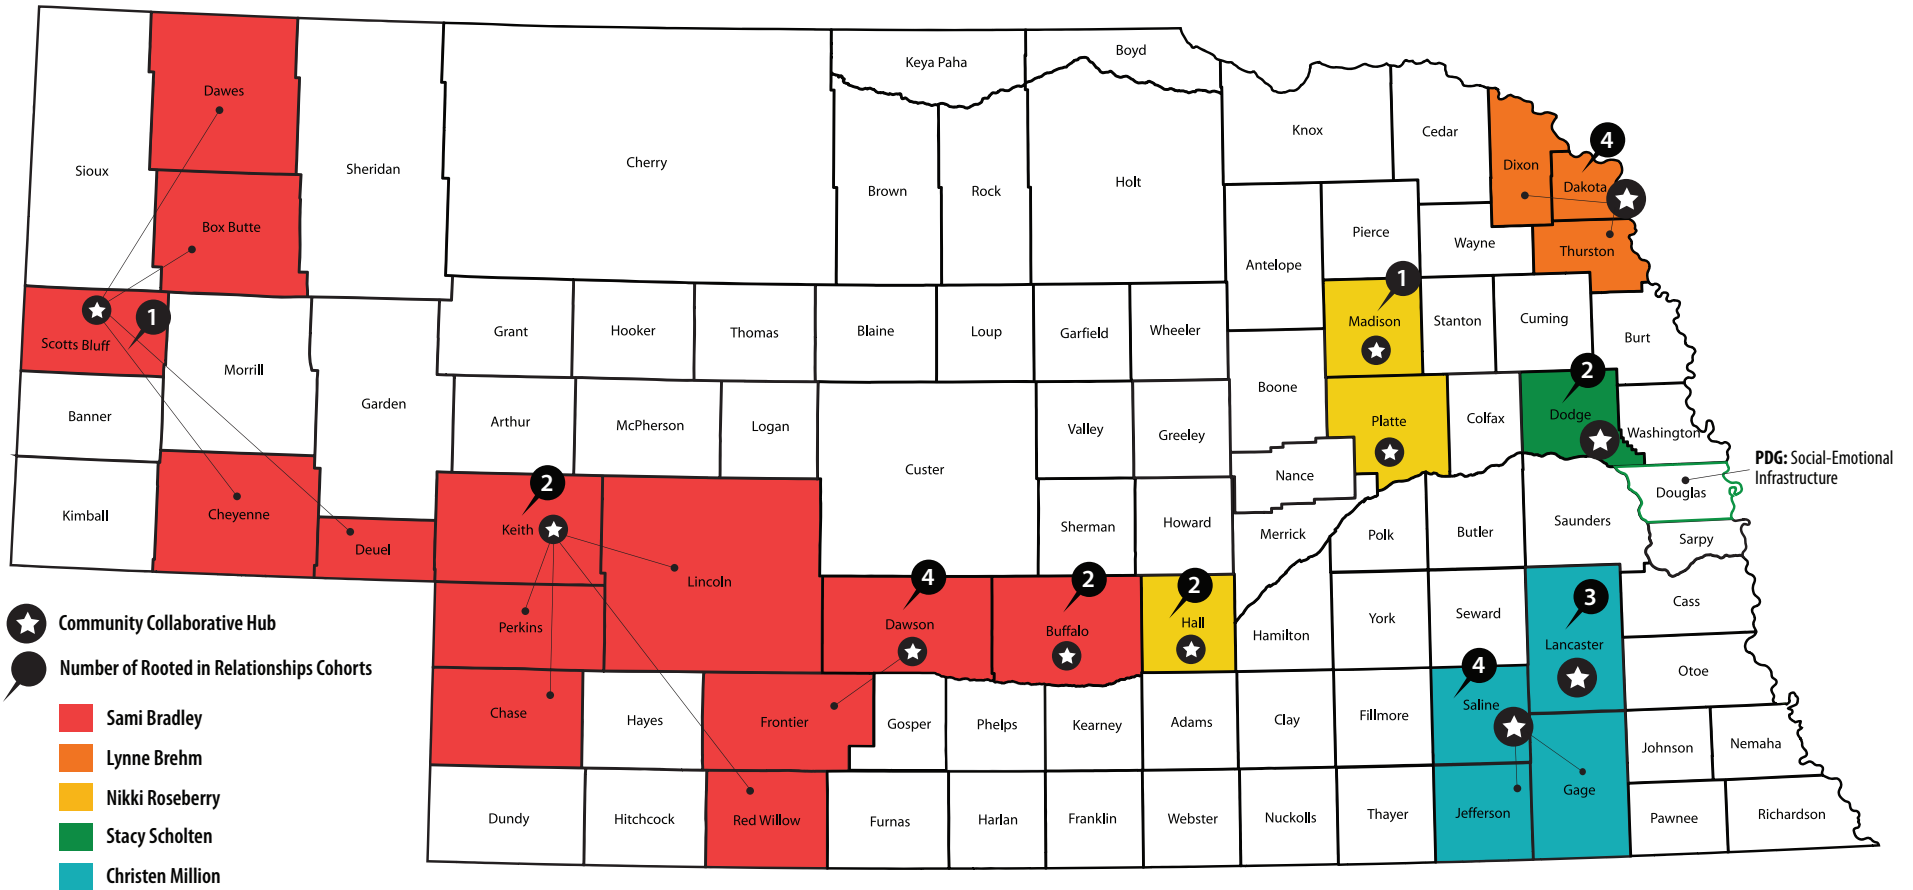 Boyd
Keya Paha
Dawes
Knox
Cedar
4
Cherry
Dixon
Sioux
Sheridan
Holt
Brown
Rock
Dakota
Box Butte
Pierce
Wayne
Thurston
Antelope
1
1
Scotts Bluff
Grant
Hooker
Thomas
Blaine
Loup
Garfield
Wheeler
Madison
Stanton
Cuming
Burt
Morrill
2
Boone
Garden
Banner
Arthur
McPherson
Logan
Valley
Greeley
Platte
Colfax
Dodge
Washington
PDG: Social-Emotional
Infrastructure
Custer
Nance
Douglas
2
Kimball
Cheyenne
Keith
Sherman
Howard
Merrick
Polk
Butler
Saunders
Sarpy
Deuel
Lincoln
4
2
2
3
Cass
Perkins
Dawson
Buffalo
Hall
Hamilton
York
Seward
Lancaster
4
Otoe
Chase
Hayes
Frontier
Gosper
Phelps
Kearney
Adams
Clay
Fillmore
Saline
Johnson
Nemaha
Dundy
Hitchcock
Red Willow
Furnas
Harlan
Franklin
Webster
Nuckolls
Thayer
Jefferson
Gage
Pawnee
Richardson
Community Collaborative Hub
Number of Rooted in Relationships Cohorts
Sami Bradley
Lynne Brehm
Nikki Roseberry
Stacy Scholten
Christen Million